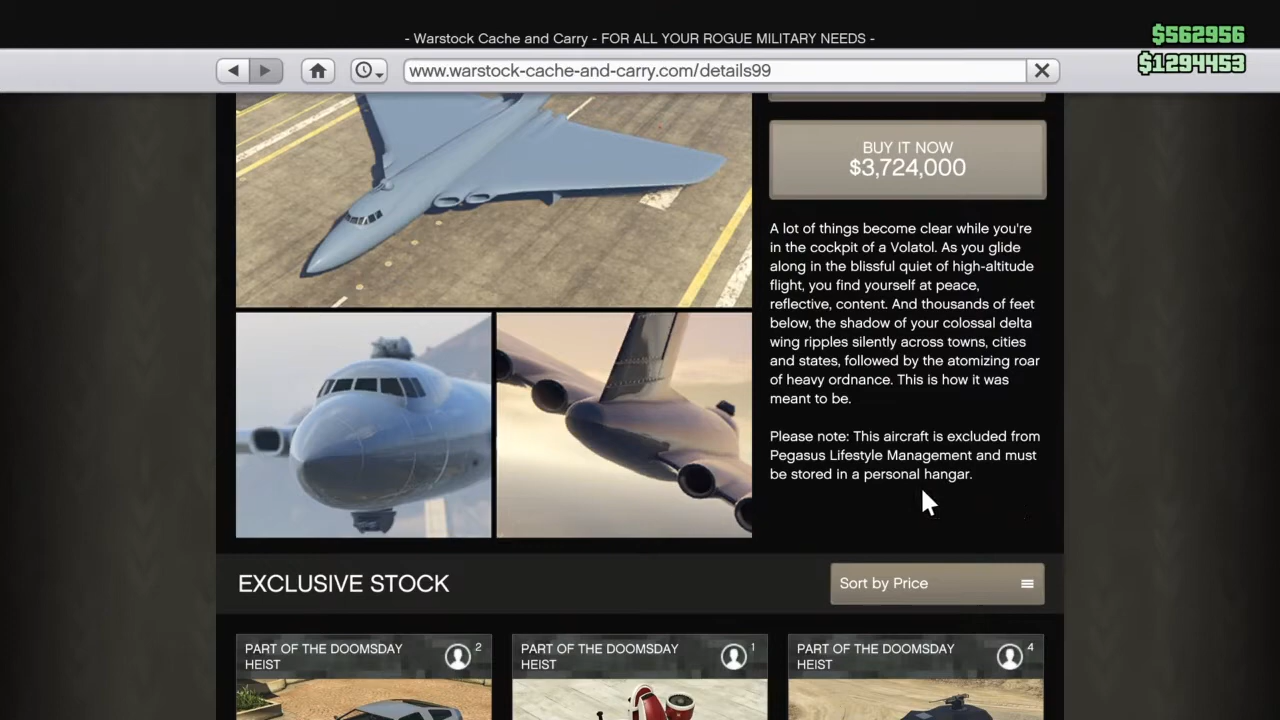 - Warstock Cache and Carry - FOR ALL YOUR ROGUE MILITARY NEEDS -
$562956
$1294453
www.warstock-cache-and-carry.com/details99
BUY IT NOW
$3,724,000
A lot of things become clear while you're
in the cockpit of a Volatol. As you glide
along in the blissful quiet of high-altitude
flight, you find yourself at peace,
reflective, content. And thousands of feet
below, the shadow of your colossal delta
wing ripples silently across towns, cities
and states, followed by the atomizing roar
of heavy ordnance. This is how it was
meant to be.
Please note: This aircraft is excluded from
Pegasus Lifestyle Management and must
be stored in a personal hangar.
EXCLUSIVE STOCK
Sort by Price
PART OF THE DOOMSDAY
HEIST
2
PART OF THE DOOMSDAY
HEIST
1
PART OF THE DOOMSDAY
HEIST
4